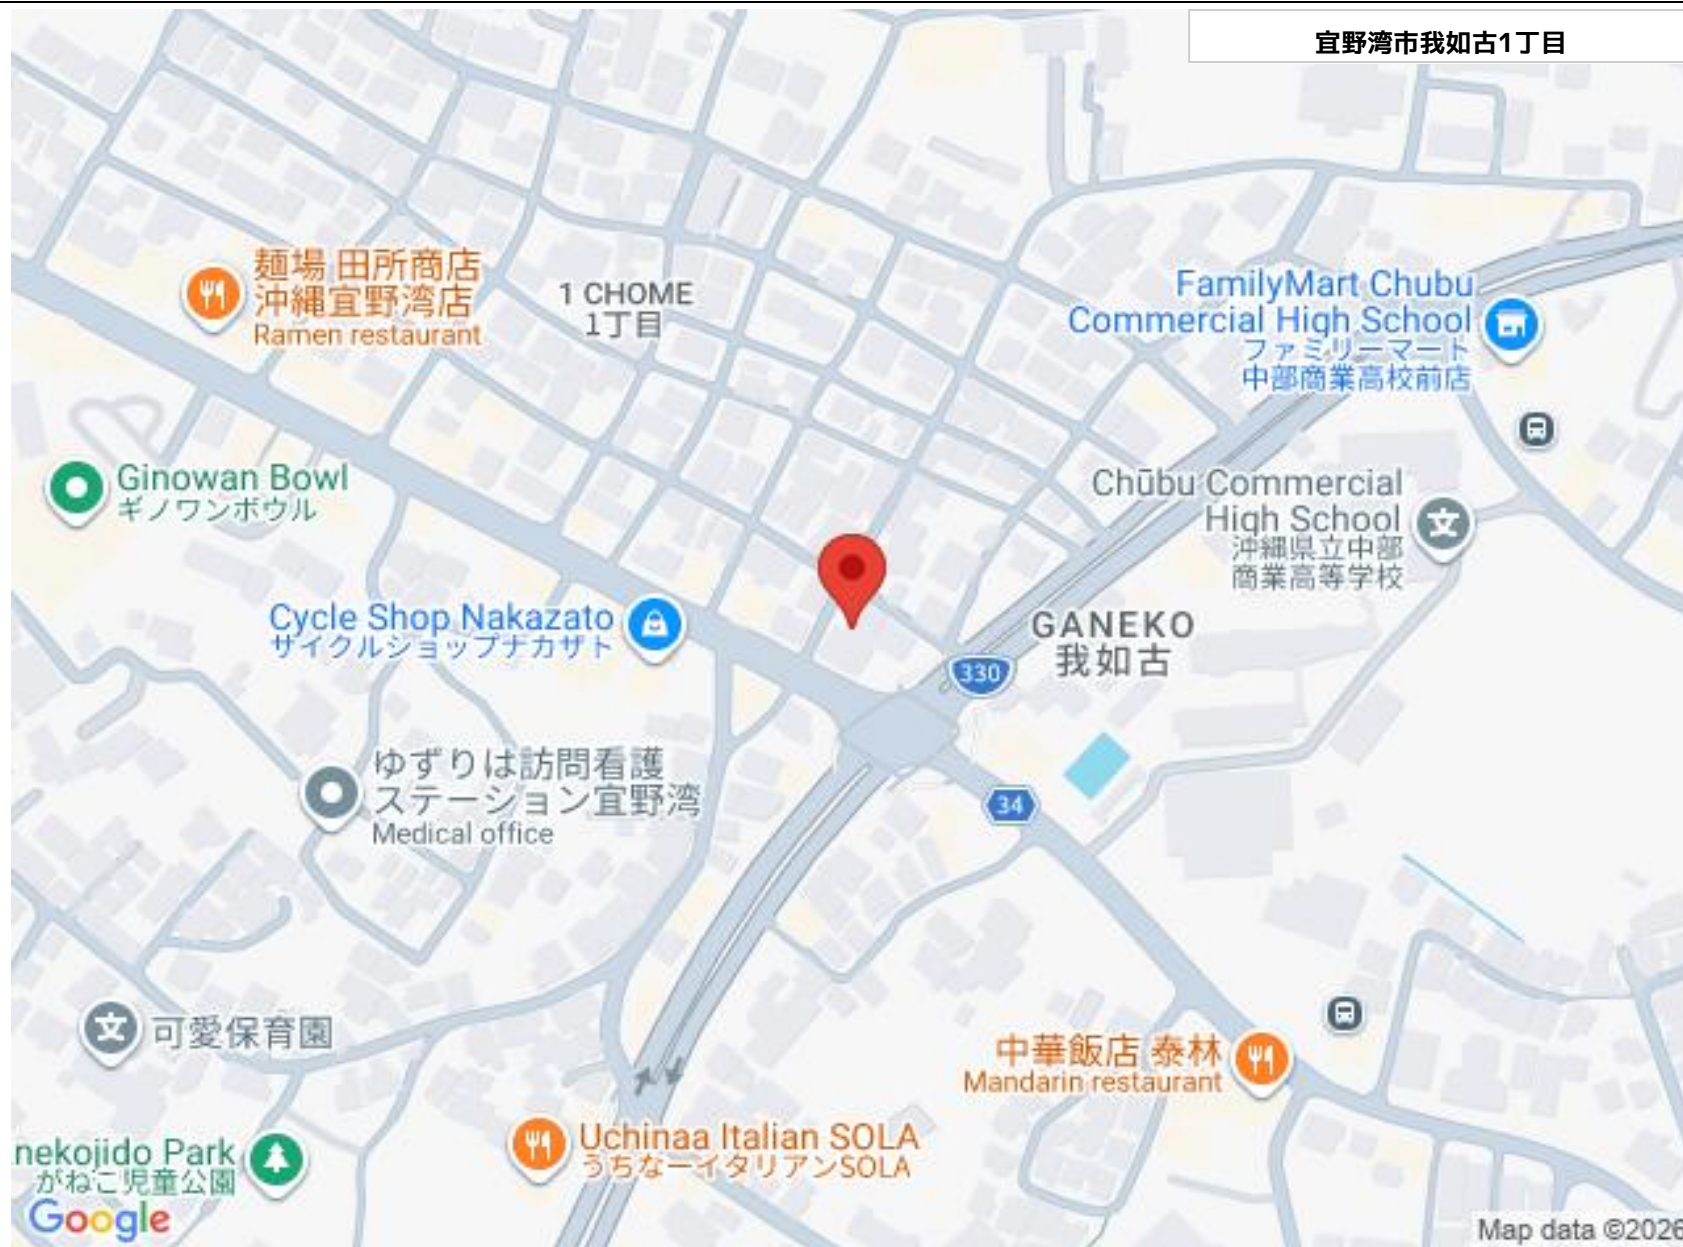 宜野湾市我如古1丁目
麺場 田所商店
沖縄宜野湾店
Ramen restaurant
1 CHOME
1丁目
FamilyMart Chubu
Commercial High School
ファミリーマート
中部商業高校前店
Ginowan Bowl
ギノワンボウル
Chūbu Commercial
High School
沖縄県立中部
商業高等学校
Cycle Shop Nakazato
サイクルショップナカザト
GANEKO
我如古
330
ゆずりは訪問看護
ステーション宜野湾
Medical office
34
可愛保育園
中華飯店 泰林
Mandarin restaurant
Uchinaa Italian SOLA
うちなーイタリアンSOLA
nekojido Park
がねこ児童公園
Google
Map data ©2026